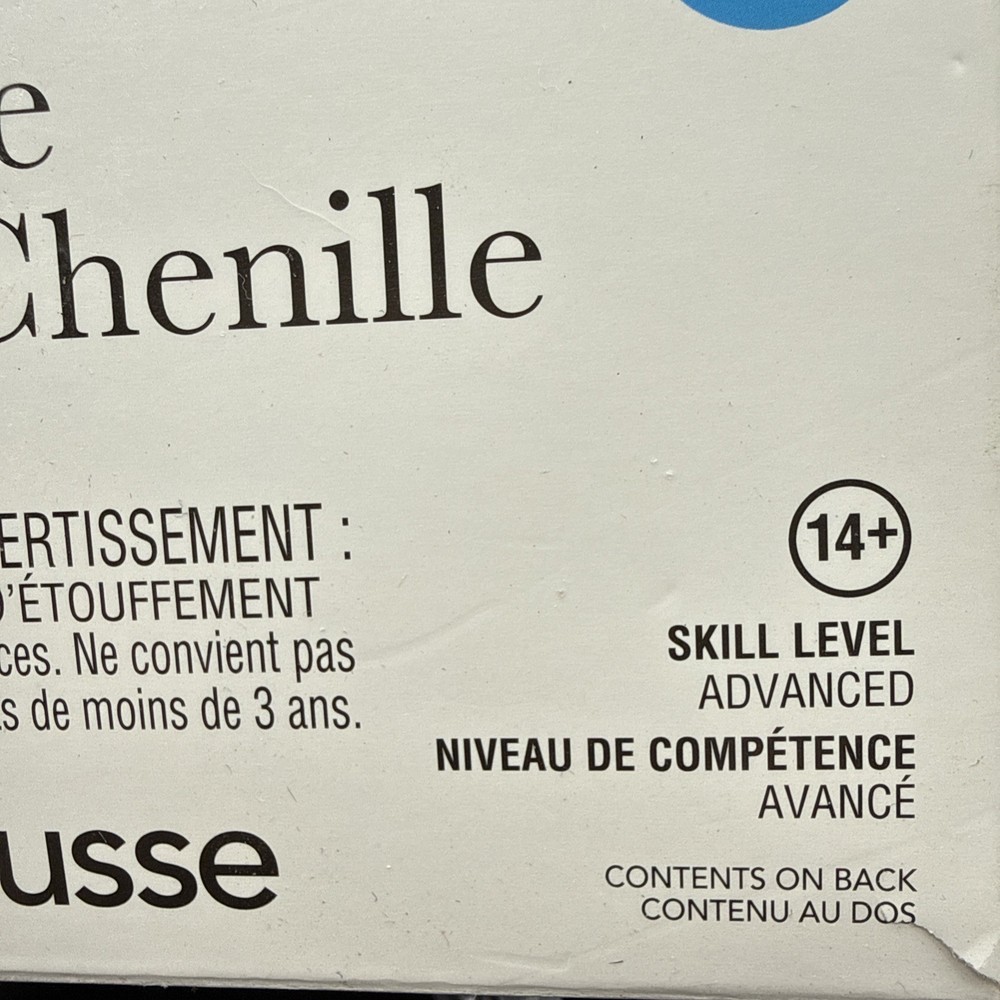 e
Chenille
ERTISSEMENT :
D'ÉTOUFFEMENT
ces. Ne convient pas
s de moins de 3 ans.
usse
14+
SKILL LEVEL
ADVANCED
NIVEAU DE COMPÉTENCE
AVANCÉ
CONTENTS ON BACK
CONTENU AU DOS